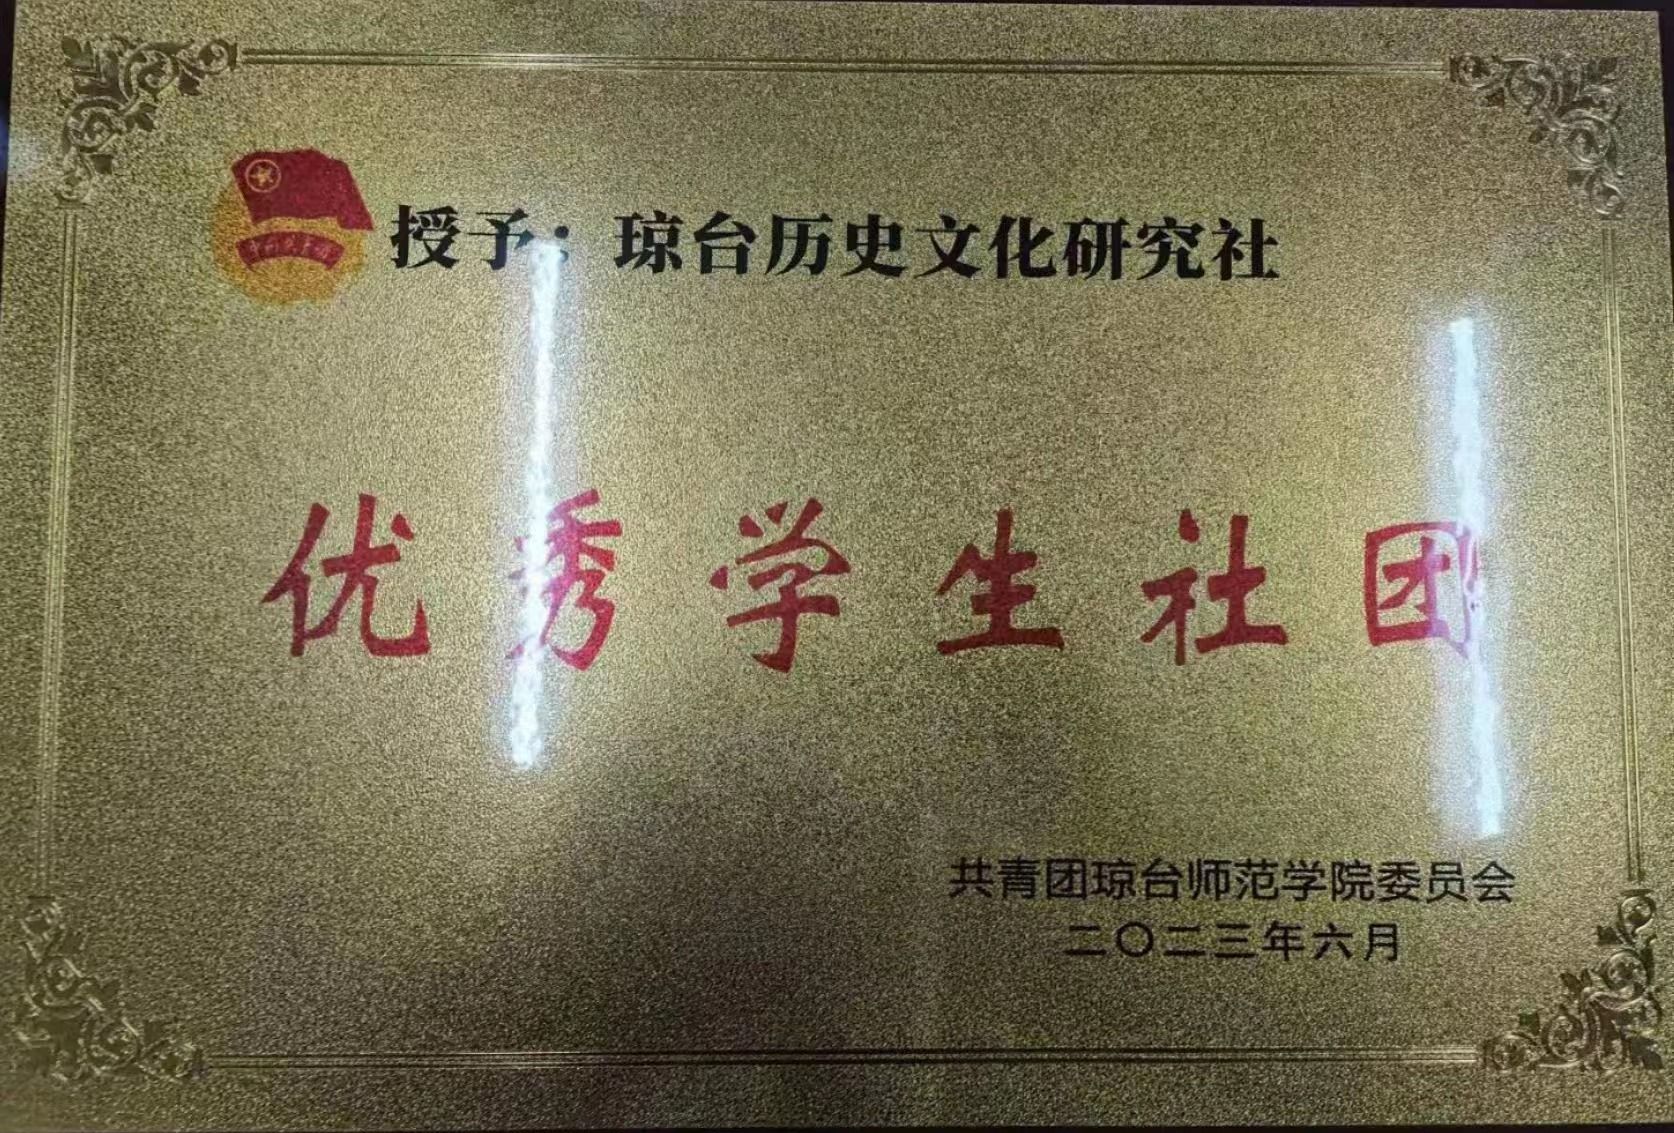 授予：琼台历史文化研究社
优秀学生社团
共青团琼台师范学院委员会
二〇二三年六月